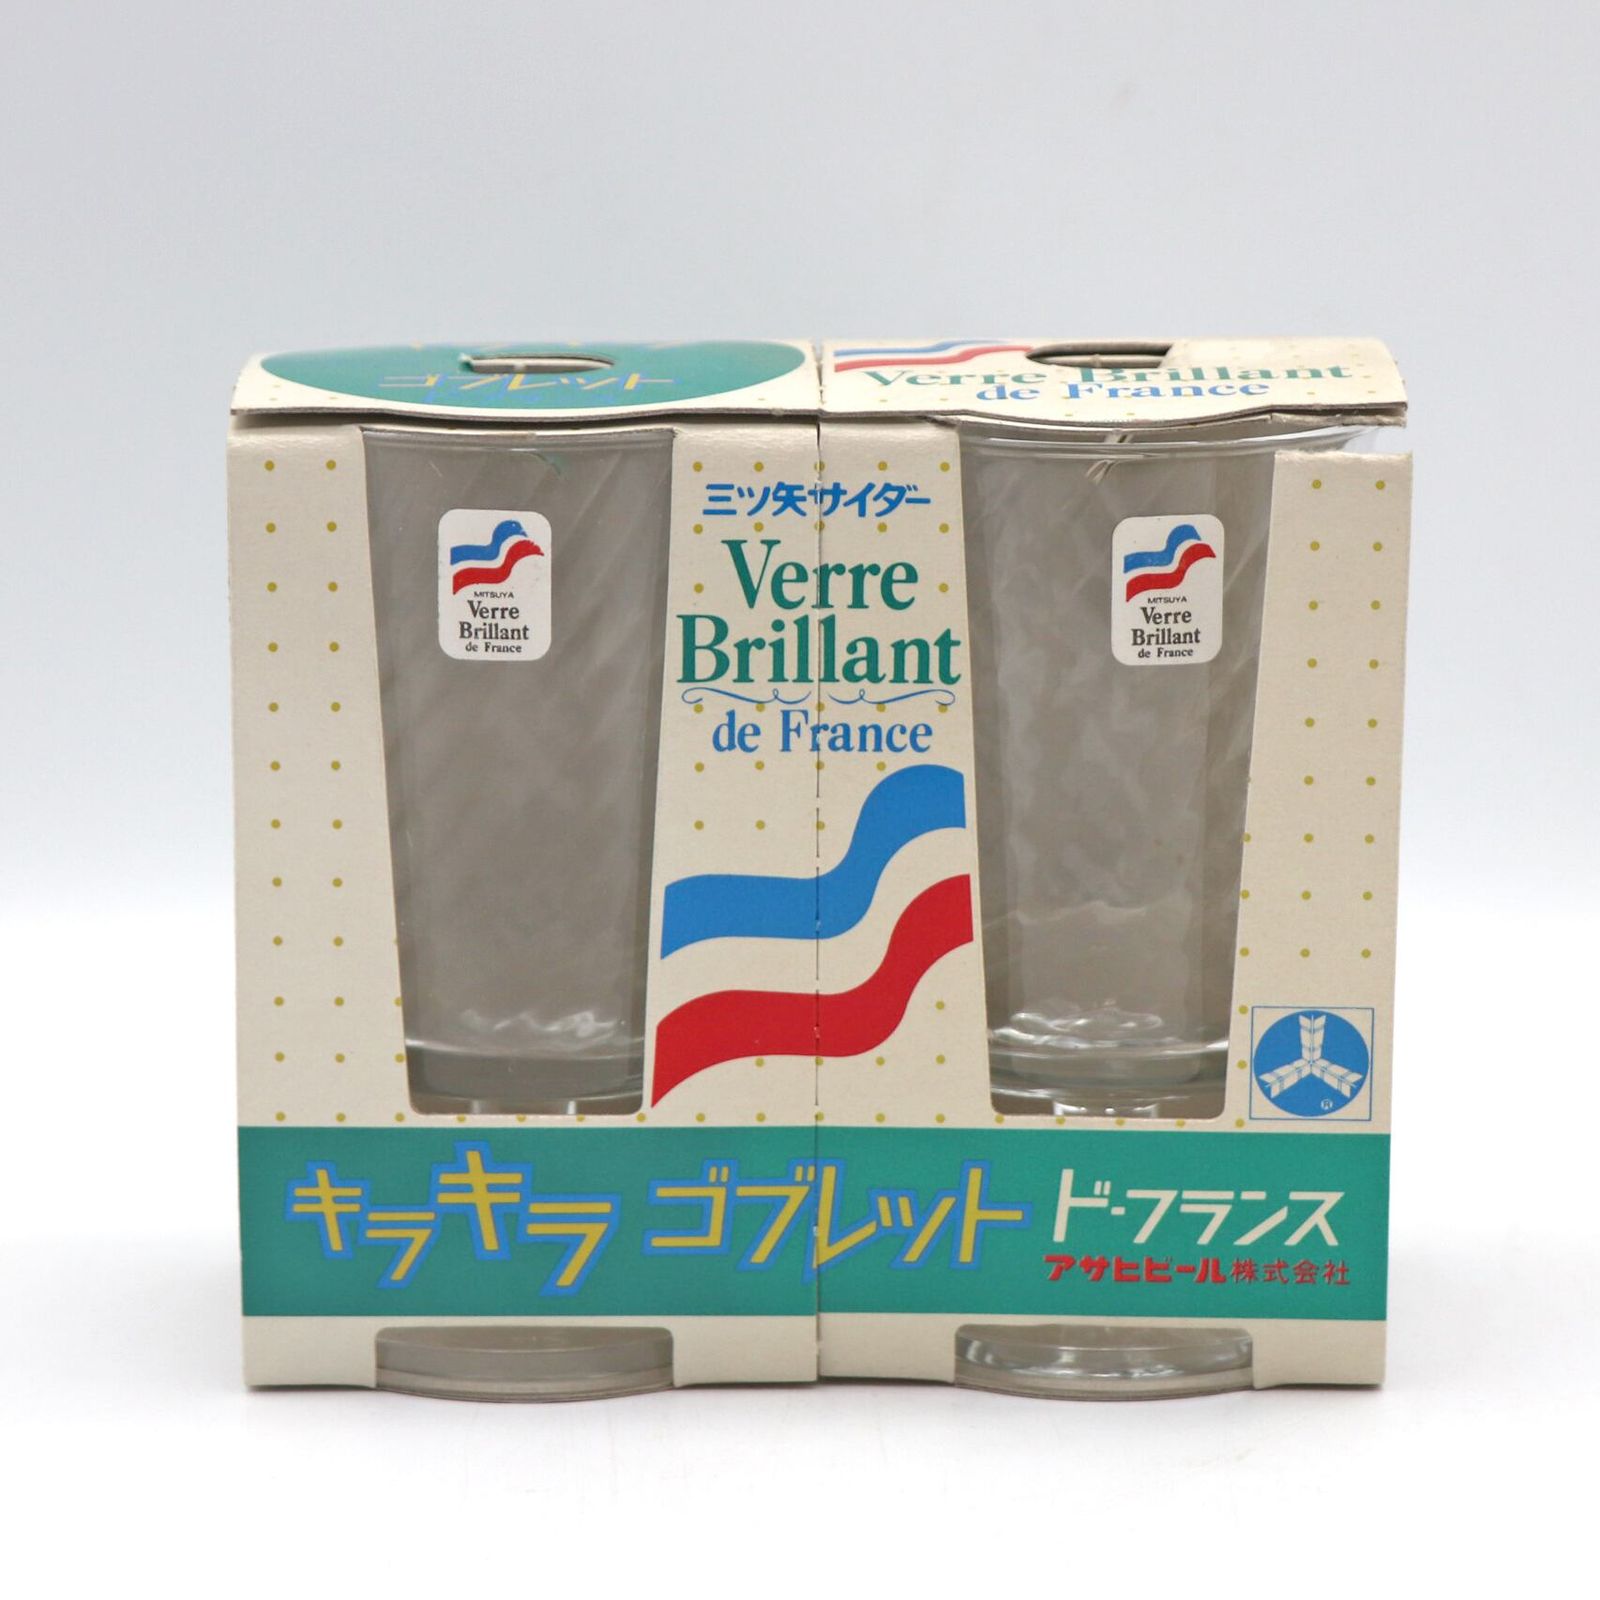 ゴブレット
Verre Brillant
de France
三ツ矢サイダー
Verre
Brillant
de France
MITSUYA
Verre
Brillant
de France
MITSUYA
Verre
Brillant
de France
®
キラキラ ゴブレット ド・フランス
アサヒビール株式会社